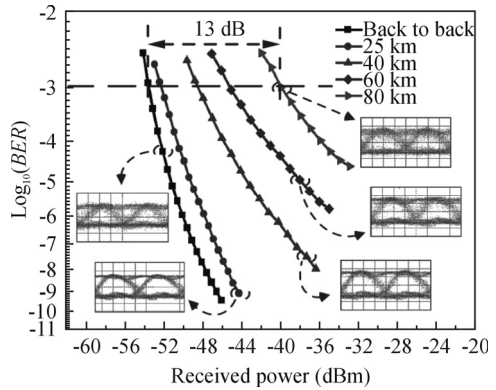 -2
-3
-4
-5
-6
-7
-8
-9
-11
Log10(BER)
13 dB
Back to back
25 km
40 km
60 km
80 km
-60 -56 -52 -48 -44 -40 -36 -32 -28 -24 -20
Received power (dBm)